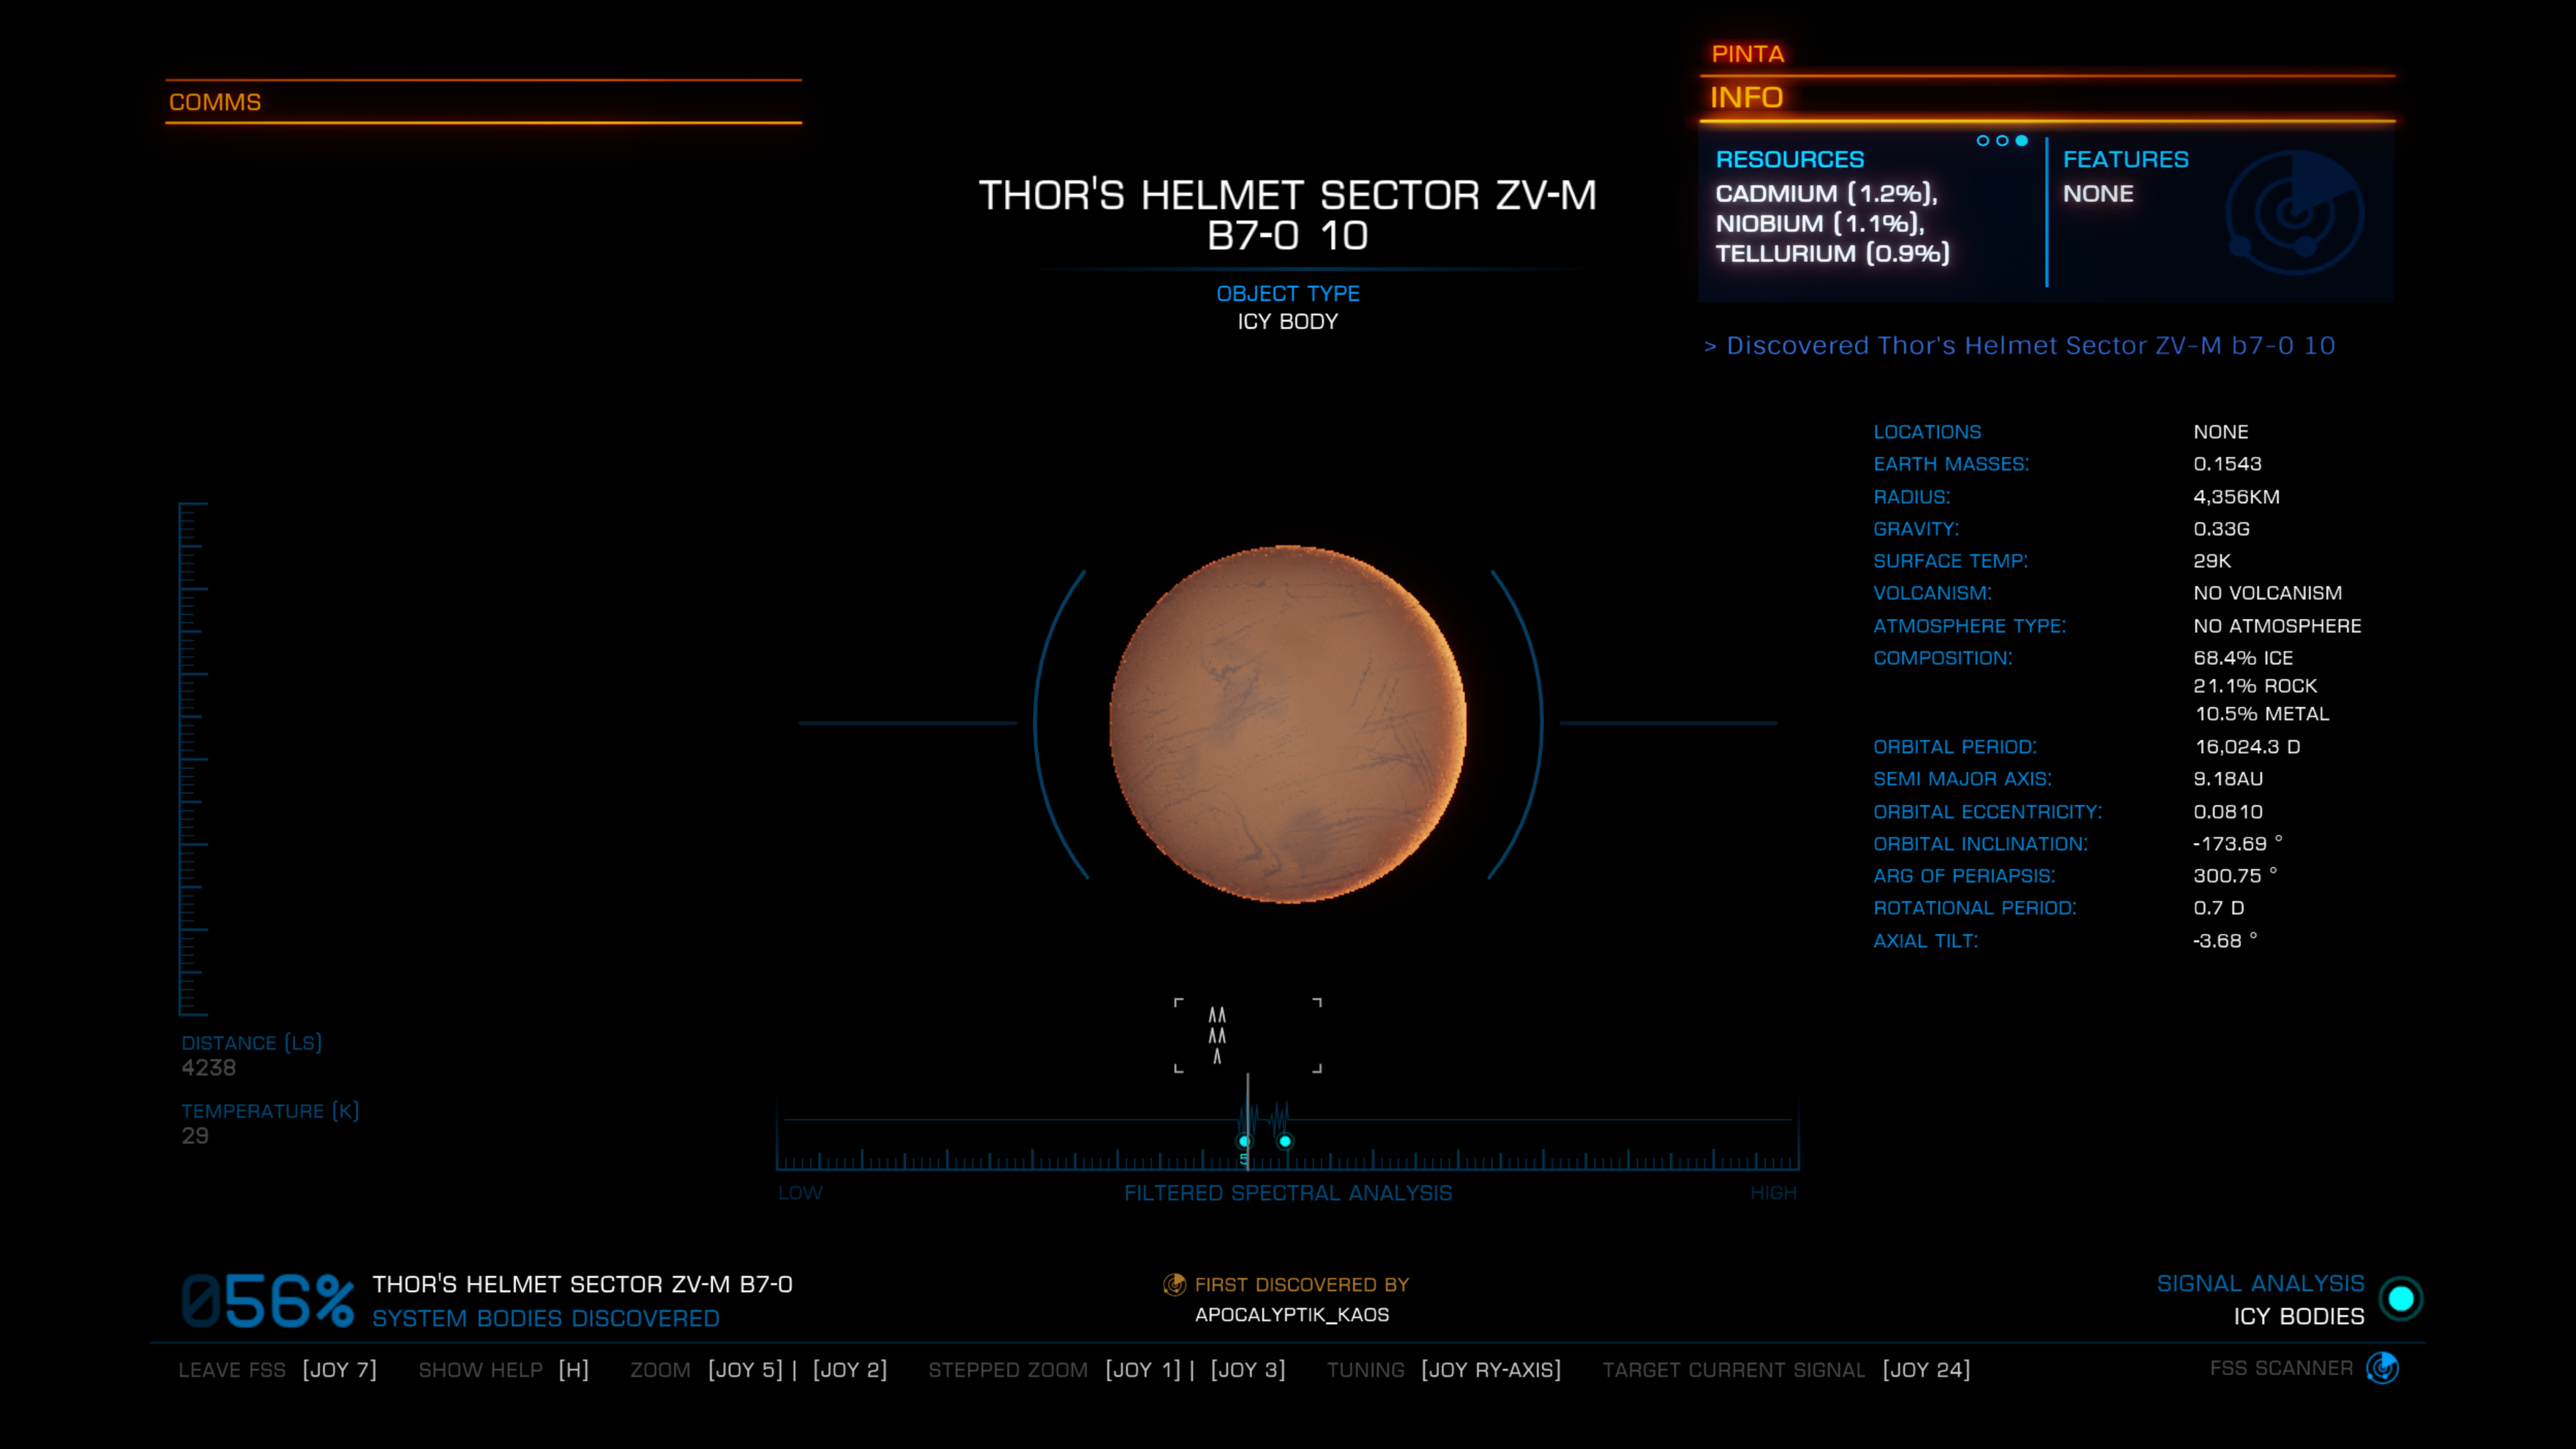 COMMS
PINTA
INFO
RESOURCES
CADMIUM (1.2%),
NIOBIUM (1.1%),
TELLURIUM (0.9%)
FEATURES
NONE
THOR'S HELMET SECTOR ZV-M
B7-0 10
OBJECT TYPE
ICY BODY
> Discovered Thor's Helmet Sector ZV-M b7-0 10
LOCATIONS NONE
EARTH MASSES: 0.1543
RADIUS: 4,356KM
GRAVITY: 0.33G
SURFACE TEMP: 29K
VOLCANISM: NO VOLCANISM
ATMOSPHERE TYPE: NO ATMOSPHERE
COMPOSITION: 68.4% ICE
21.1% ROCK
10.5% METAL
ORBITAL PERIOD: 16,024.3 D
SEMI MAJOR AXIS: 9.18AU
ORBITAL ECCENTRICITY: 0.0810
ORBITAL INCLINATION: -173.69 °
ARG OF PERIAPSIS: 300.75 °
ROTATIONAL PERIOD: 0.7 D
AXIAL TILT: -3.68 °
DISTANCE (LS)
4238
TEMPERATURE (K)
29
5
LOW FILTERED SPECTRAL ANALYSIS HIGH
056% THOR'S HELMET SECTOR ZV-M B7-0
SYSTEM BODIES DISCOVERED
FIRST DISCOVERED BY
APOCALYPTIK_KAOS
SIGNAL ANALYSIS
ICY BODIES
LEAVE FSS [JOY 7] SHOW HELP [H] ZOOM [JOY 5] | [JOY 2] STEPPED ZOOM [JOY 1] | [JOY 3] TUNING [JOY RY-AXIS] TARGET CURRENT SIGNAL [JOY 24] FSS SCANNER